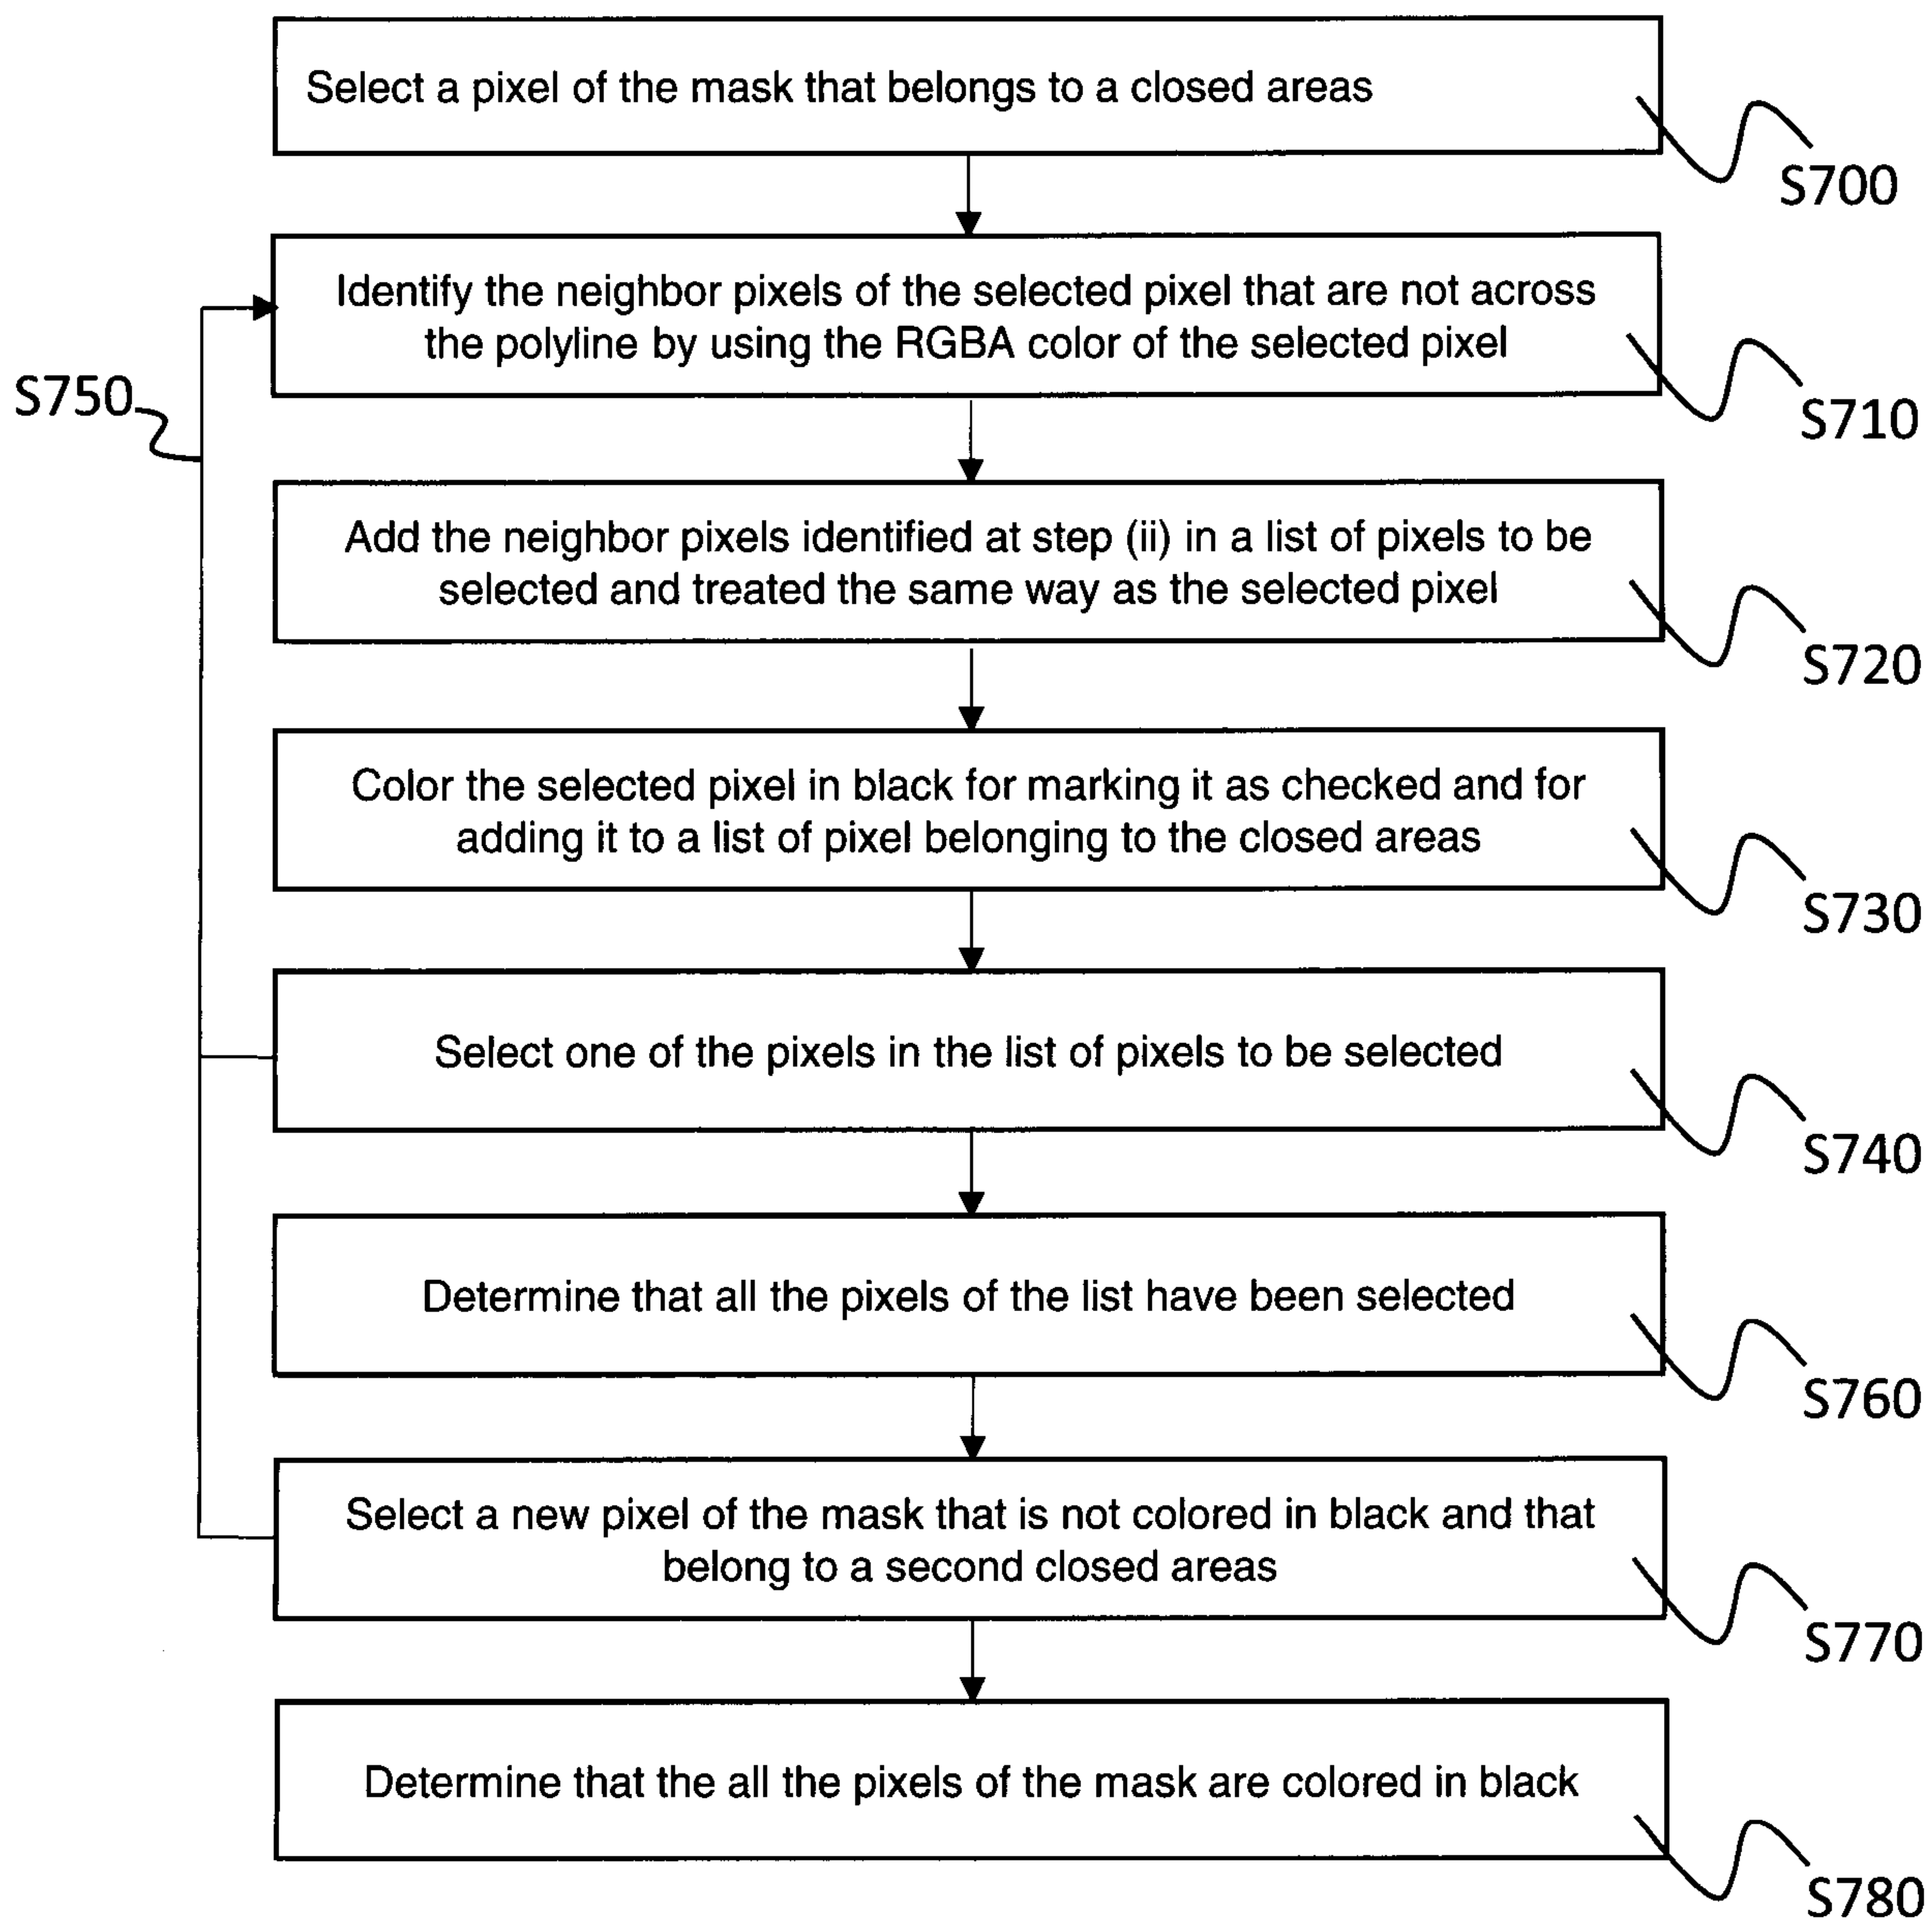 Select a pixel of the mask that belongs to a closed areas
S700
Identify the neighbor pixels of the selected pixel that are not across
the polyline by using the RGBA color of the selected pixel
S750
S710
Add the neighbor pixels identified at step (ii) in a list of pixels to be
selected and treated the same way as the selected pixel
S720
Color the selected pixel in black for marking it as checked and for
adding it to a list of pixel belonging to the closed areas
S730
Select one of the pixels in the list of pixels to be selected
S740
Determine that all the pixels of the list have been selected
S760
Select a new pixel of the mask that is not colored in black and that
belong to a second closed areas
S770
Determine that the all the pixels of the mask are colored in black
S780